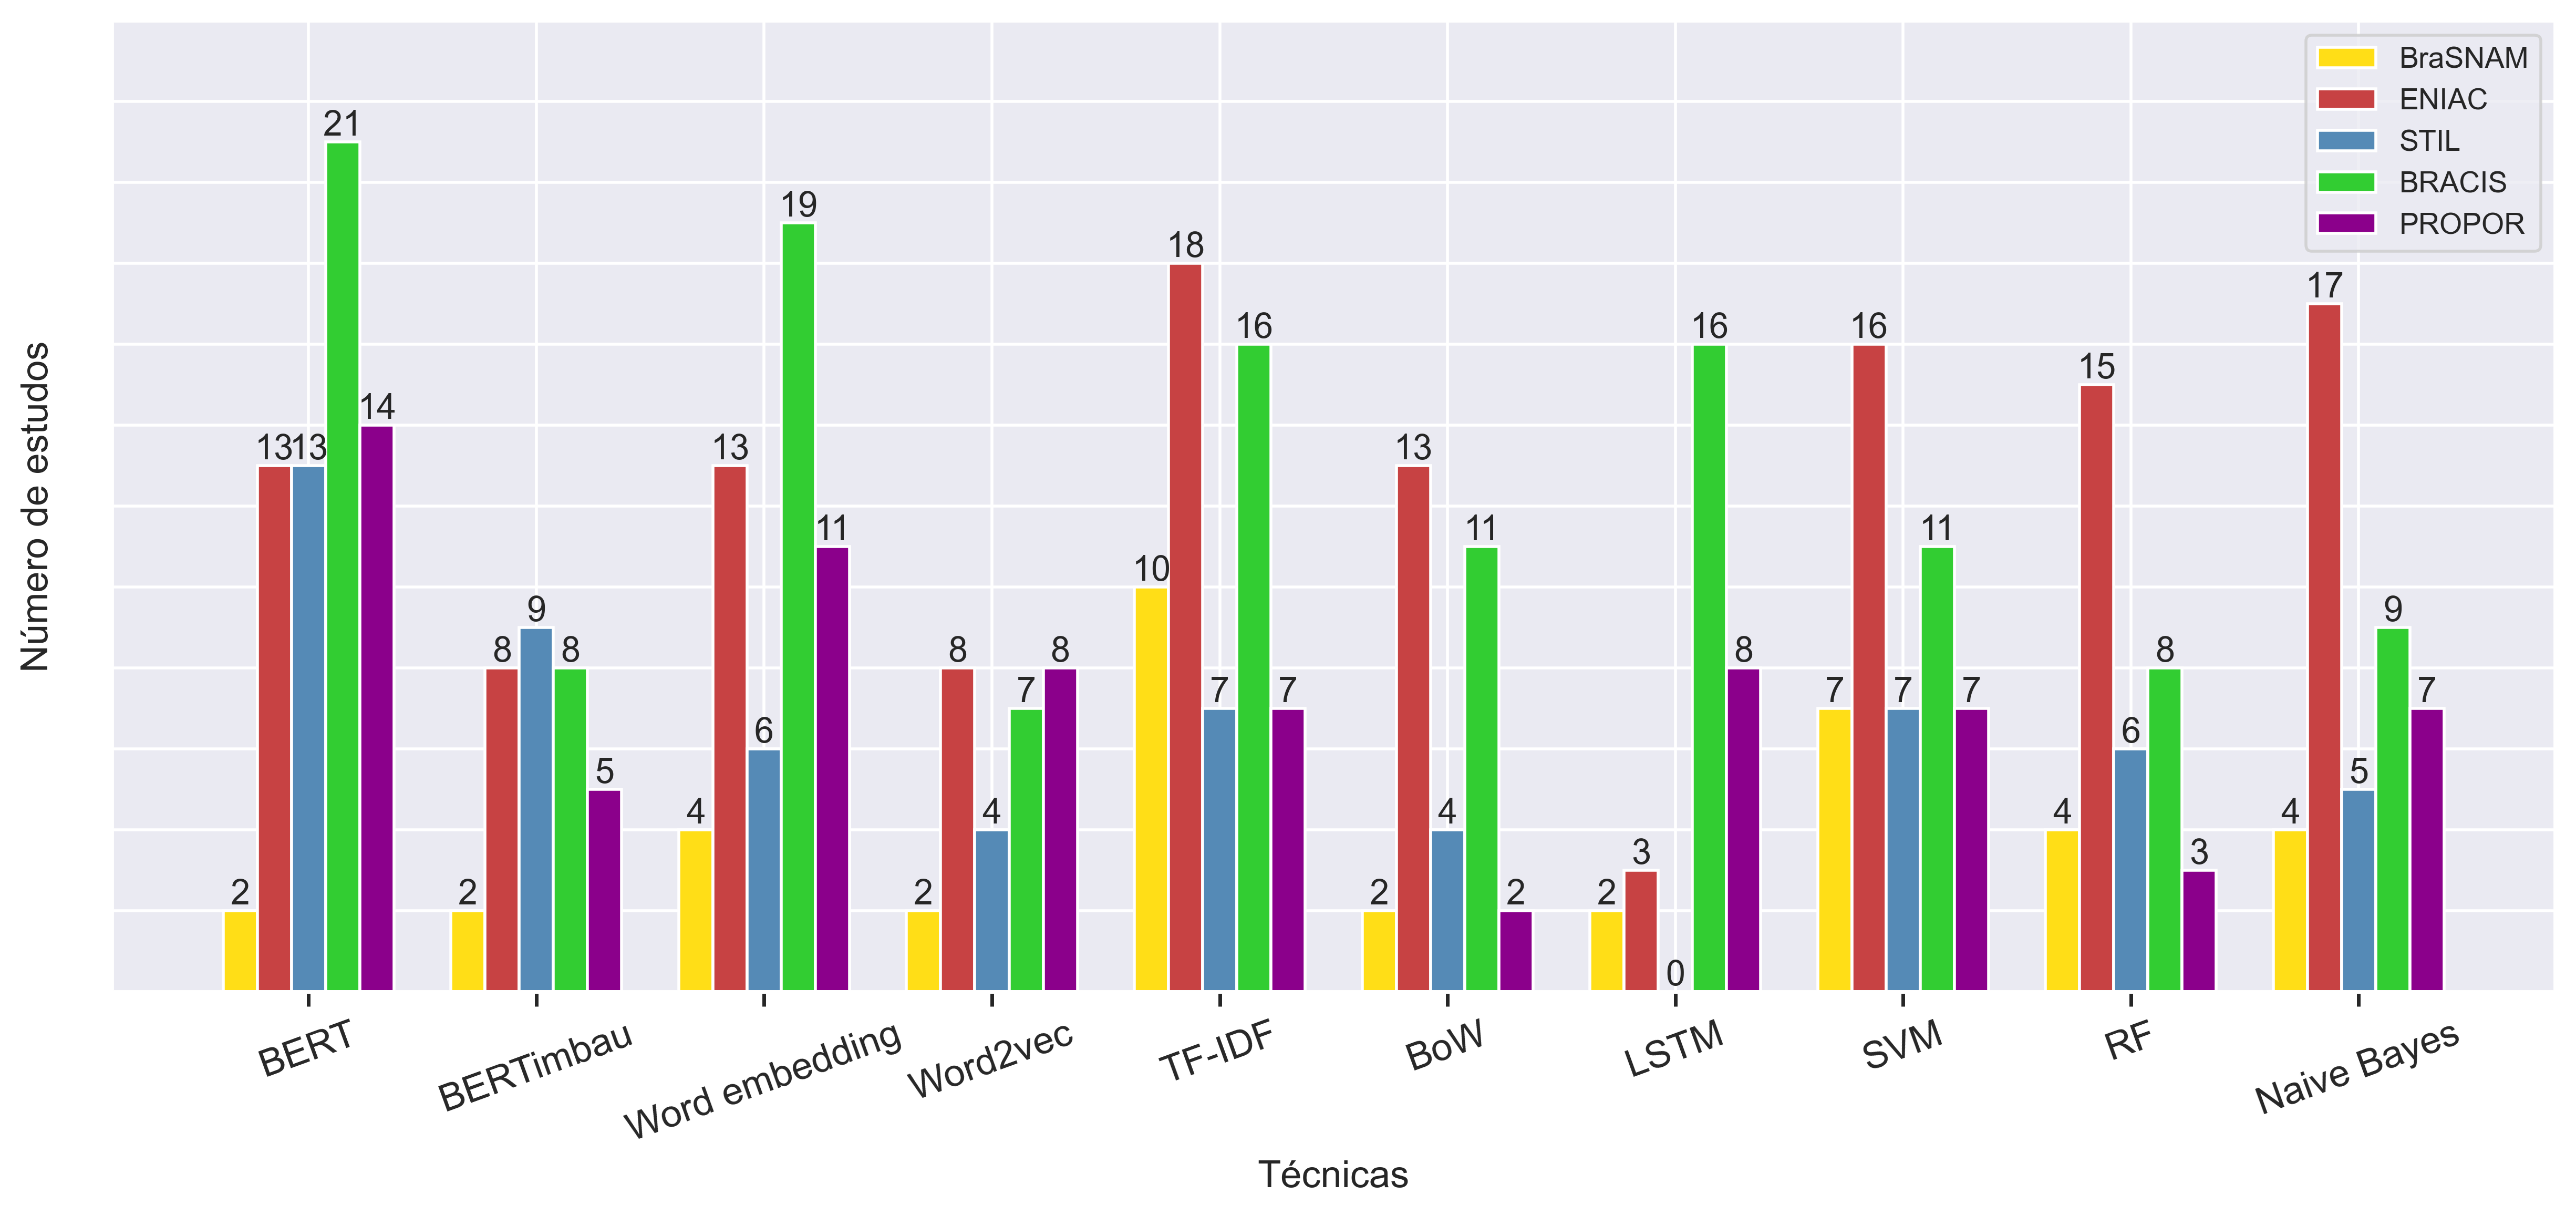 BraSNAM
ENIAC
STIL
BRACIS
PROPOR
Número de estudos
2 13 13 21 14
2 8 9 8 5
4 13 6 19 11
2 8 4 7 8
10 18 7 16 7
2 13 4 11 2
2 3 0 16 8
7 16 7 11 7
4 15 6 8 3
4 17 5 9 7
BERT
BERTimbau
Word embedding
Word2vec
TF-IDF
BoW
LSTM
SVM
RF
Naive Bayes
Técnicas